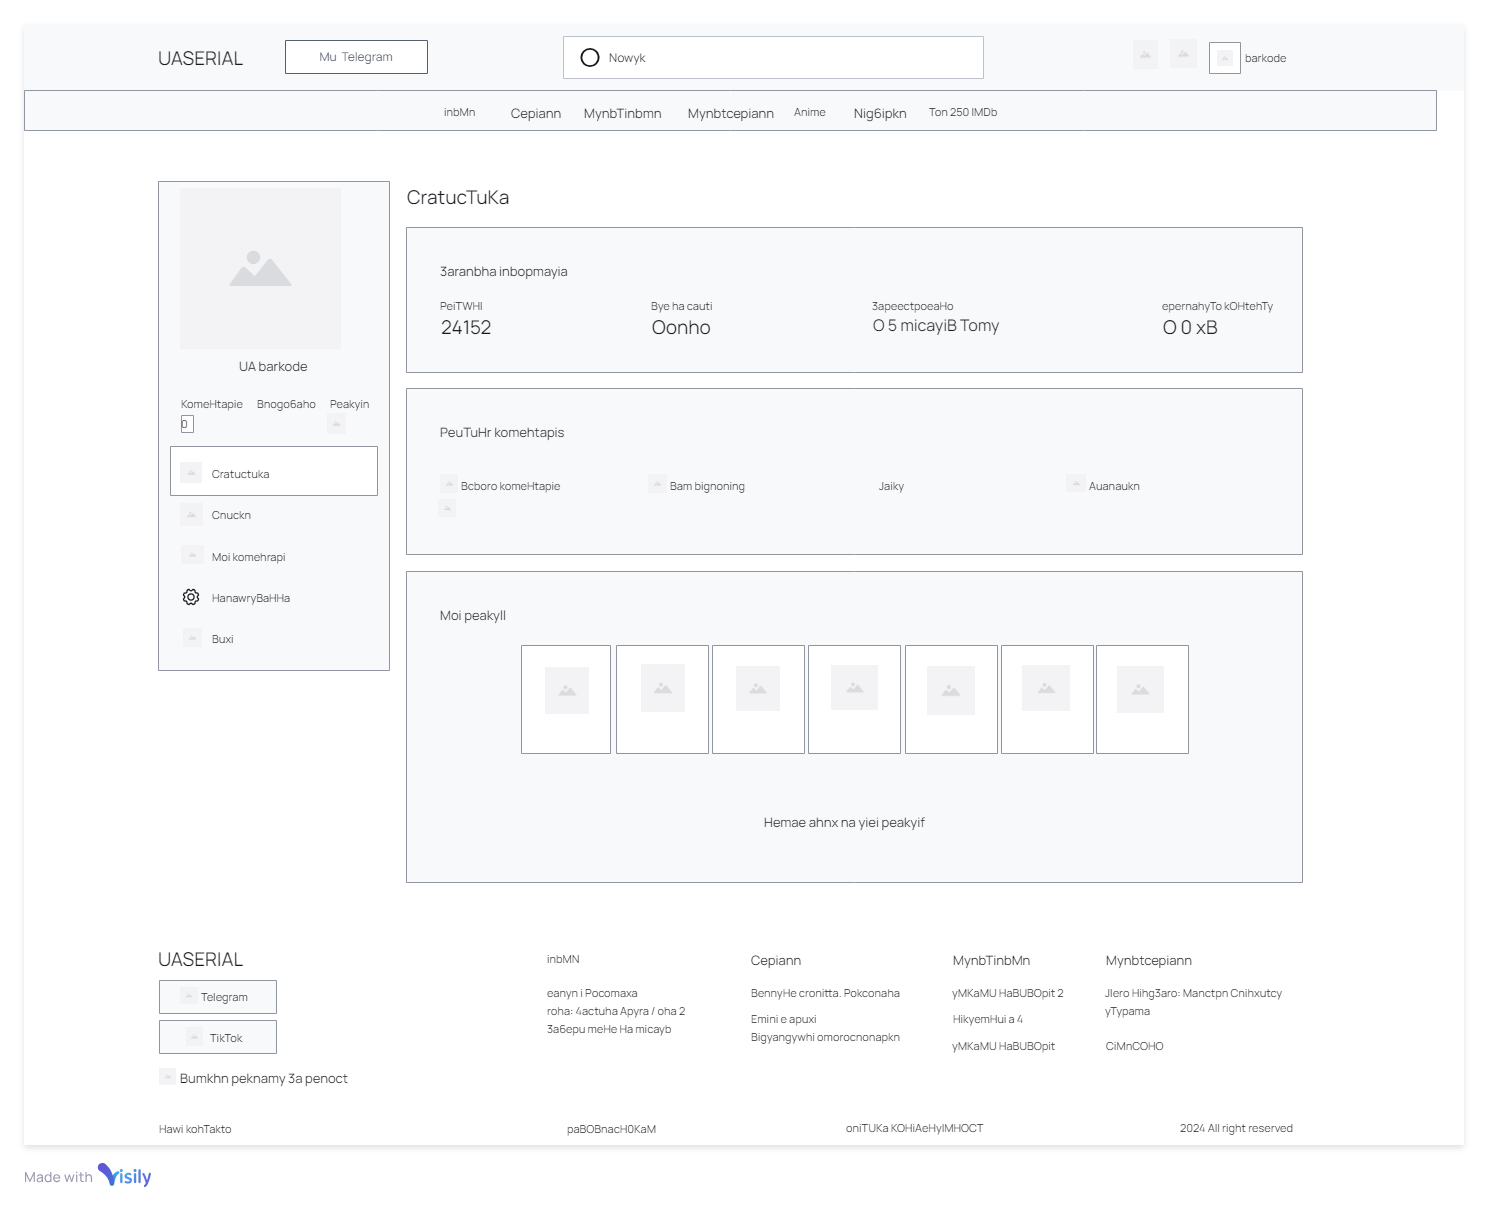 UASERIAL
Mu Telegram
Nowyk
barkode
inbMn
Cepiann
MynbTinbmn
Mynbtcepiann
Anime
Nig6ipkn
Ton 250 IMDb
CratucTuKa
UA barkode
KomeHtapie
Bnogo6aho
Peakyin
0
Cratuctuka
Cnuckn
Moi komehrapi
HanawryBaHHa
Buxi
3aranbha inbopmayia
PeiTWHI
Bye ha cauti
3apeectpoeaHo
epernahyTo kOHtehTy
24152
Oonho
O 5 micayiB Tomy
O 0 xB
PeuTuHr komehtapis
Bcboro komeHtapie
Bam bignoning
Jaiky
Auanaukn
Moi peakyll
Hemae ahnx na yiei peakyif
UASERIAL
Telegram
TikTok
Bumkhn peknamy 3a penoct
inbMN
eanyn i Pocomaxa
roha: 4actuha Apyra / oha 2
3a6epu meHe Ha micayb
Cepiann
BennyHe cronitta. Pokconaha
Emini e apuxi
Bigyangywhi omorocnonapkn
MynbTinbMn
yMKaMU HaBUBOpit 2
HikyemHui a 4
yMKaMU HaBUBOpit
Mynbtcepiann
Jlero Hihg3aro: Manctpn Cnihxutcy
yTypama
CiMnCOHO
Hawi kohTakto
paBOBnacH0KaM
oniTUKa KOHiAeHyIMHOCT
2024 All right reserved
Made with Visily